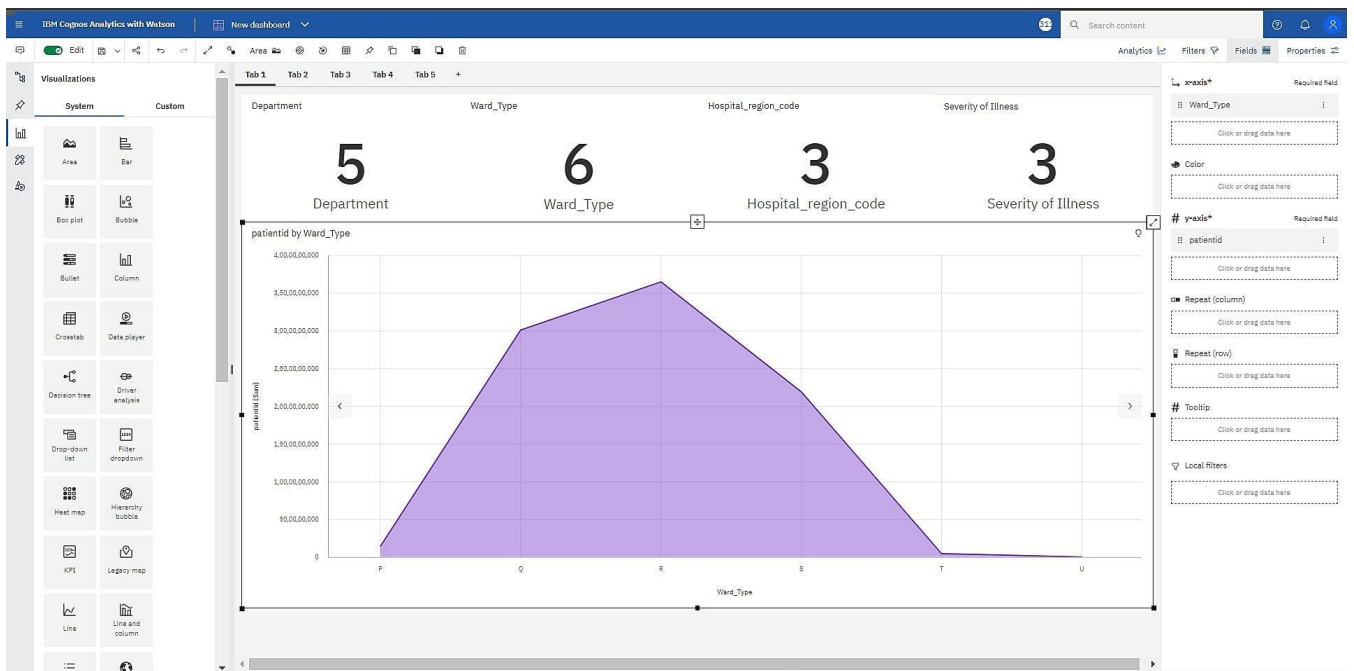 IBM Cognos Analytics with Watson
New dashboard
Search content
Edit
Area
Analytics
Filters
Fields
Properties
Visualizations
System
Custom
Area
Bar
Box plot
Bubble
Bullet
Column
Crosstab
Data player
Decision tree
Driver
analysis
Drop-down
list
Filter
dropdown
Heat map
Hierarchy
bubble
KPI
Legacy map
Line
Line and
column
Tab 1
Tab 2
Tab 3
Tab 4
Tab 5
+
Department
Ward_Type
Hospital_region_code
Severity of Illness
5
6
3
3
Department
Ward_Type
Hospital_region_code
Severity of Illness
patientid by Ward_Type
4,00,00,00,000
3,50,00,00,000
3,00,00,00,000
2,50,00,00,000
2,00,00,00,000
1,50,00,00,000
1,00,00,00,000
50,00,00,000
0
patientid (Sum)
P
Q
R
S
T
U
Ward_Type
x-axis*
Required field
Ward_Type
Click or drag data here
Color
Click or drag data here
# y-axis*
Required field
patientid
Click or drag data here
Repeat (column)
Click or drag data here
Repeat (row)
Click or drag data here
# Tooltip
Click or drag data here
Local filters
Click or drag data here